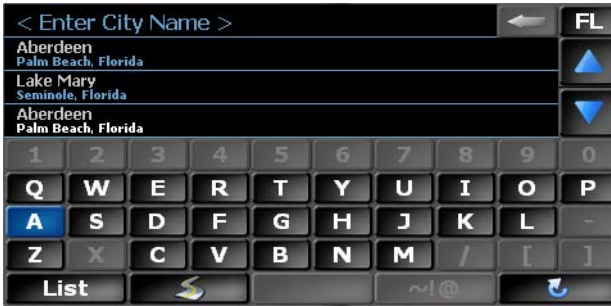 < Enter City Name > FL
Aberdeen
Palm Beach, Florida
Lake Mary
Seminole, Florida
Aberdeen
Palm Beach, Florida
1 2 3 4 5 6 7 8 9 0
Q W E R T Y U I O P
A S D F G H J K L -
Z X C V B N M / [ ]
List ~!@